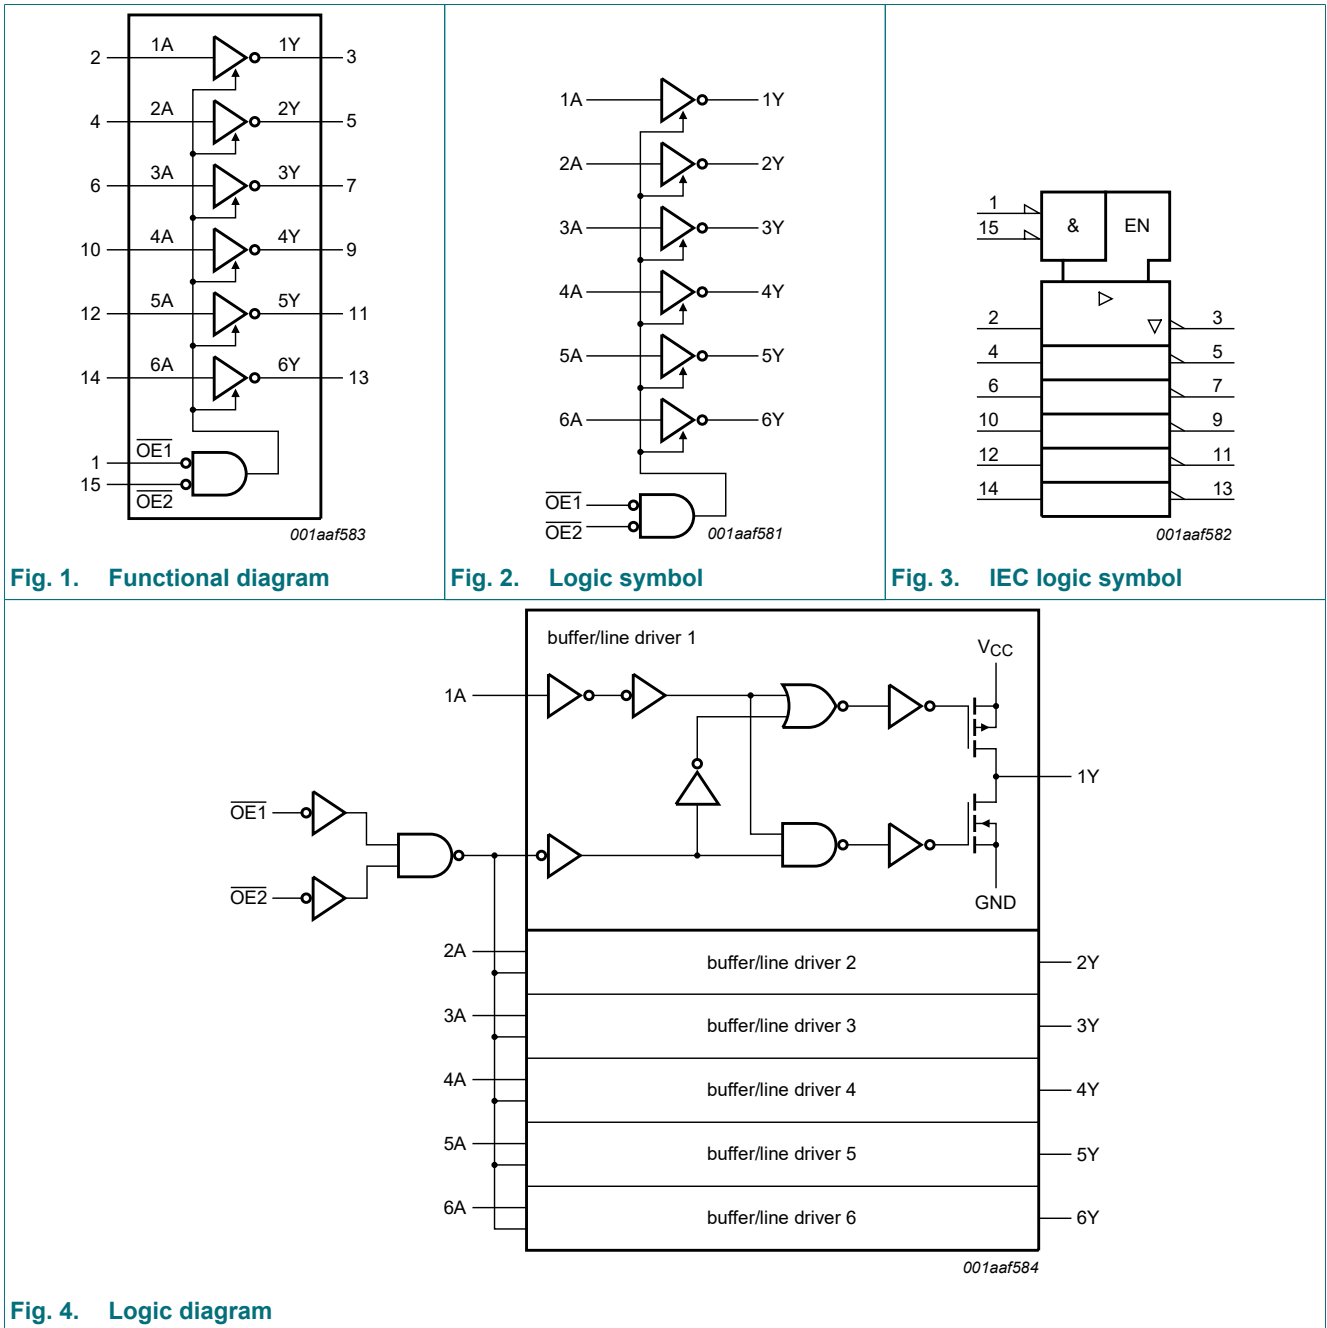 2 1A 1Y 3
4 2A 2Y 5
6 3A 3Y 7
10 4A 4Y 9
12 5A 5Y 11
14 6A 6Y 13
1 OE1
15 OE2
001aaf583
Fig. 1. Functional diagram
1A 1Y
2A 2Y
3A 3Y
4A 4Y
5A 5Y
6A 6Y
OE1
OE2
001aaf581
Fig. 2. Logic symbol
1
15
& EN
2 3
4 5
6 7
10 9
12 11
14 13
001aaf582
Fig. 3. IEC logic symbol
buffer/line driver 1
VCC
1A
1Y
OE1
OE2
GND
2A buffer/line driver 2 2Y
3A buffer/line driver 3 3Y
4A buffer/line driver 4 4Y
5A buffer/line driver 5 5Y
6A buffer/line driver 6 6Y
001aaf584
Fig. 4. Logic diagram